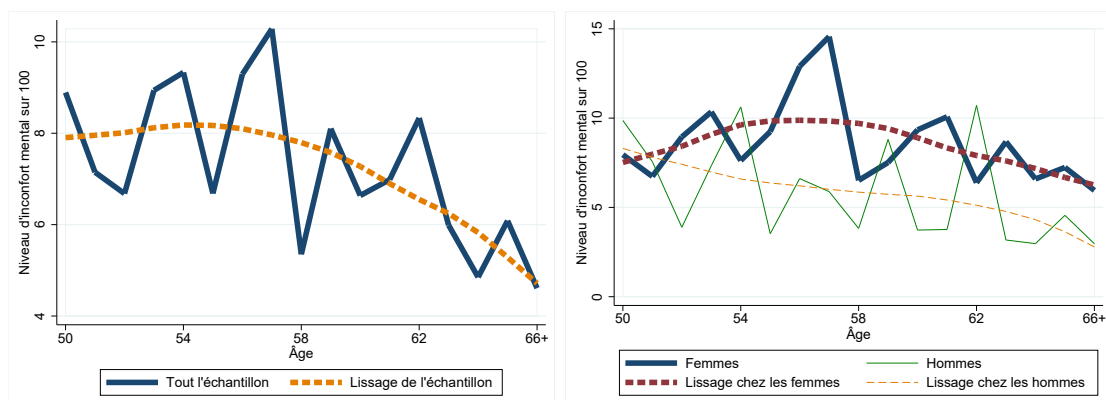 Niveau d'inconfort mental sur 100
10
8
6
4
50
54
58
62
66+
Âge
Tout l'échantillon
Lissage de l'échantillon
Niveau d'inconfort mental sur 100
15
10
5
0
50
54
58
62
66+
Âge
Femmes
Hommes
Lissage chez les femmes
Lissage chez les hommes